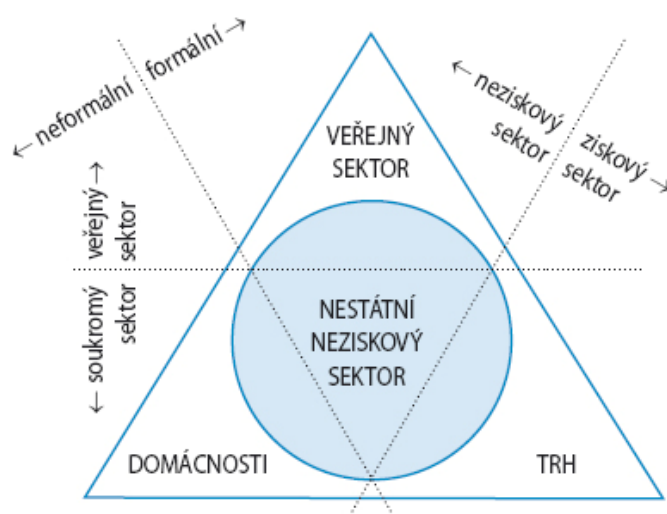 ← neformální
formální →
← neziskový
sektor
ziskový →
sektor
VEŘEJNÝ
SEKTOR
veřejný →
sektor
← soukromý
sektor
NESTÁTNÍ
NEZISKOVÝ
SEKTOR
DOMÁCNOSTI
TRH